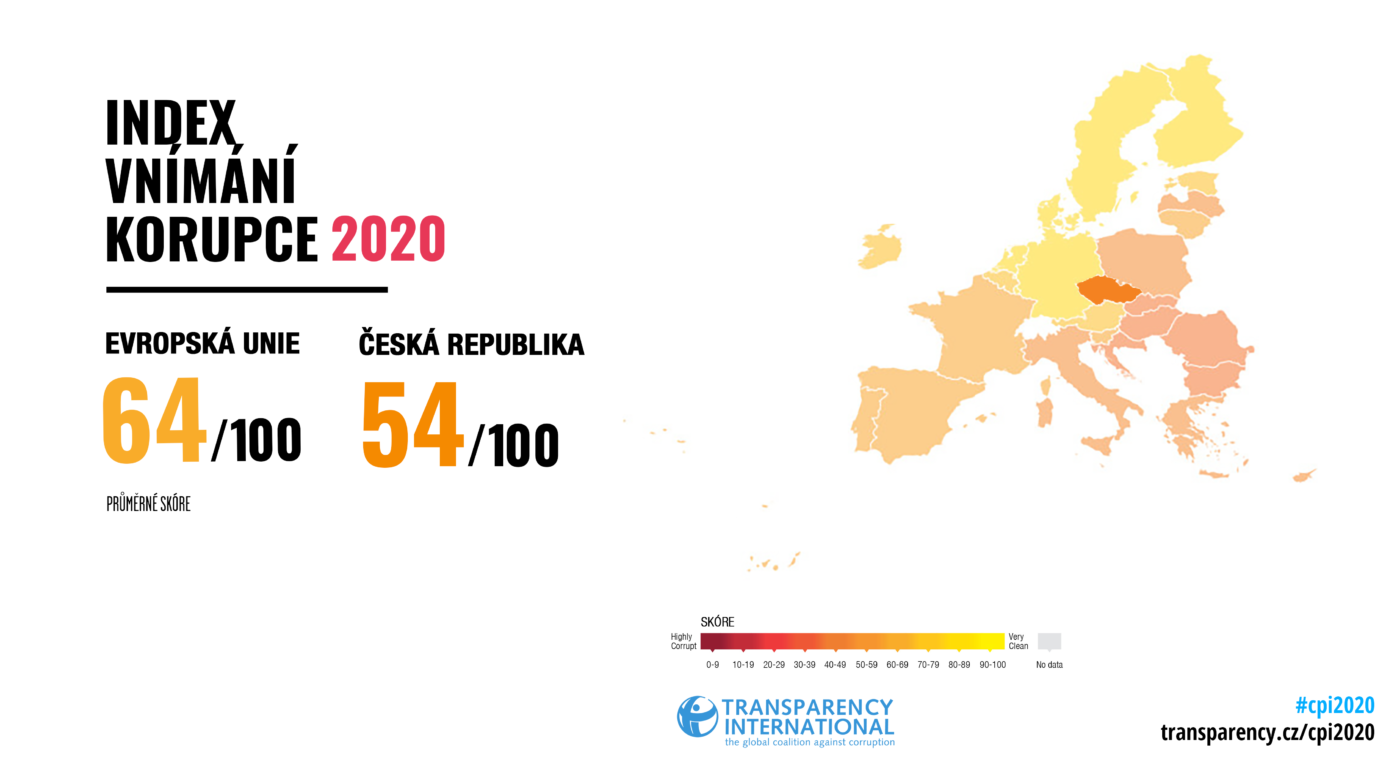 INDEX
VNÍMÁNÍ
KORUPCE 2020
EVROPSKÁ UNIE
64/100
PRŮMĚRNÉ SKÓRE
ČESKÁ REPUBLIKA
54/100
SKÓRE
Highly
Corrupt
Very
Clean
0-9 10-19 20-29 30-39 40-49 50-59 60-69 70-79 80-89 90-100 No data
TRANSPARENCY
INTERNATIONAL
the global coalition against corruption
#cpi2020
transparency.cz/cpi2020